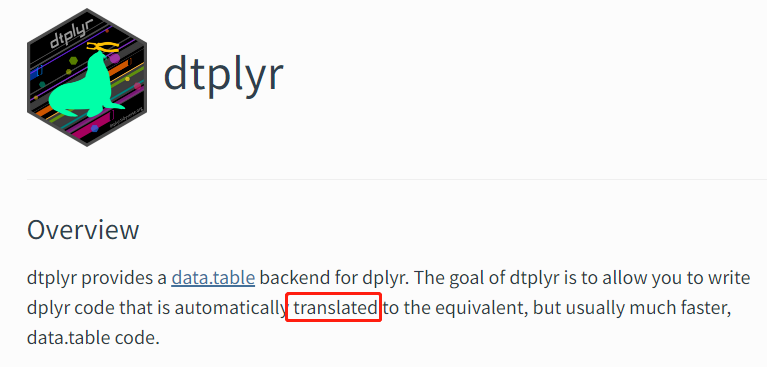 dtplyr
dtplyr
Overview
dtplyr provides a data.table backend for dplyr. The goal of dtplyr is to allow you to write
dplyr code that is automatically translated to the equivalent, but usually much faster,
data.table code.